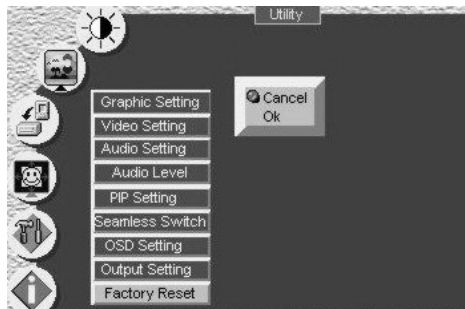 Utility
Graphic Setting
Video Setting
Audio Setting
Audio Level
PIP Setting
Seamless Switch
OSD Setting
Output Setting
Factory Reset
Cancel
Ok